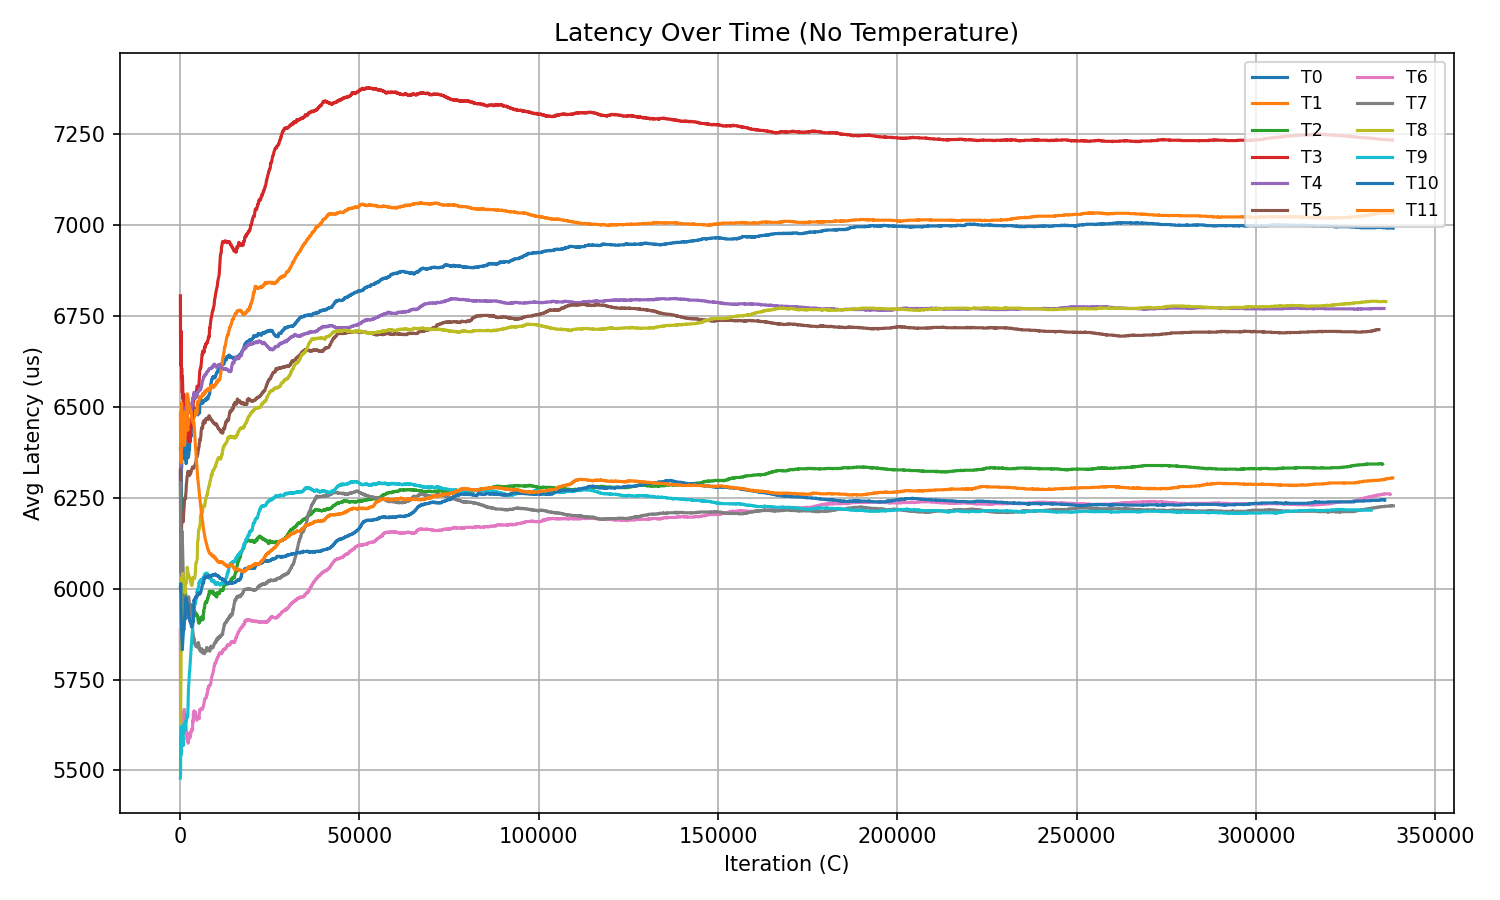 Latency Over Time (No Temperature)
T0
T1
T2
T3
T4
T5
T6
T7
T8
T9
T10
T11
Avg Latency (us)
7250
7000
6750
6500
6250
6000
5750
5500
0
50000
100000
150000
200000
250000
300000
350000
Iteration (C)